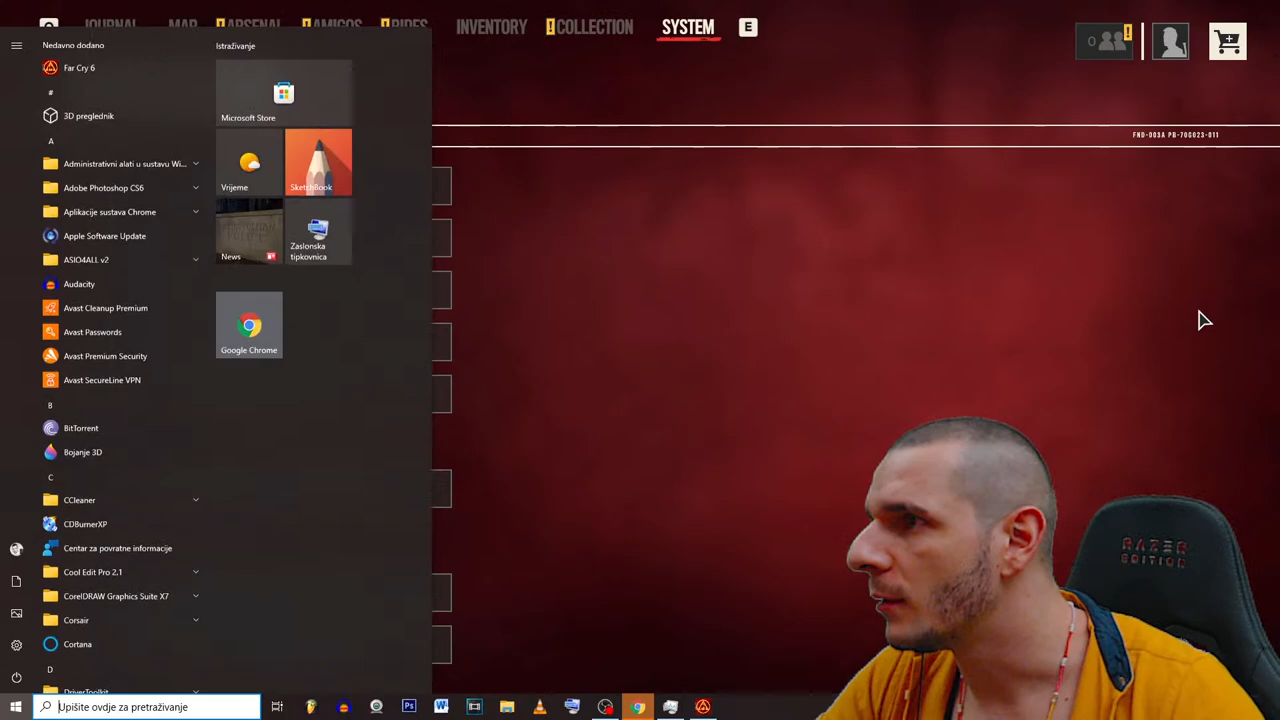 JOURNAL MAP ! ARSENAL ! AMIGOS ! RIDES INVENTORY ! COLLECTION SYSTEM E
0 !
FND-003A PB-700023-011
Nedavno dodano
Far Cry 6
#
3D preglednik
A
Administrativni alati u sustavu Wi...
Adobe Photoshop CS6
Aplikacije sustava Chrome
Apple Software Update
ASIO4ALL v2
Audacity
Avast Cleanup Premium
Avast Passwords
Avast Premium Security
Avast SecureLine VPN
B
BitTorrent
Bojanje 3D
C
CCleaner
CDBurnerXP
Centar za povratne informacije
Cool Edit Pro 2.1
CorelDRAW Graphics Suite X7
Corsair
Cortana
D
DriverToolkit
Istraživanje
Microsoft Store
Vrijeme
SketchBook
News
Zaslonska
tipkovnica
Google Chrome
RAZER
EDITION
Upišite ovdje za pretraživanje